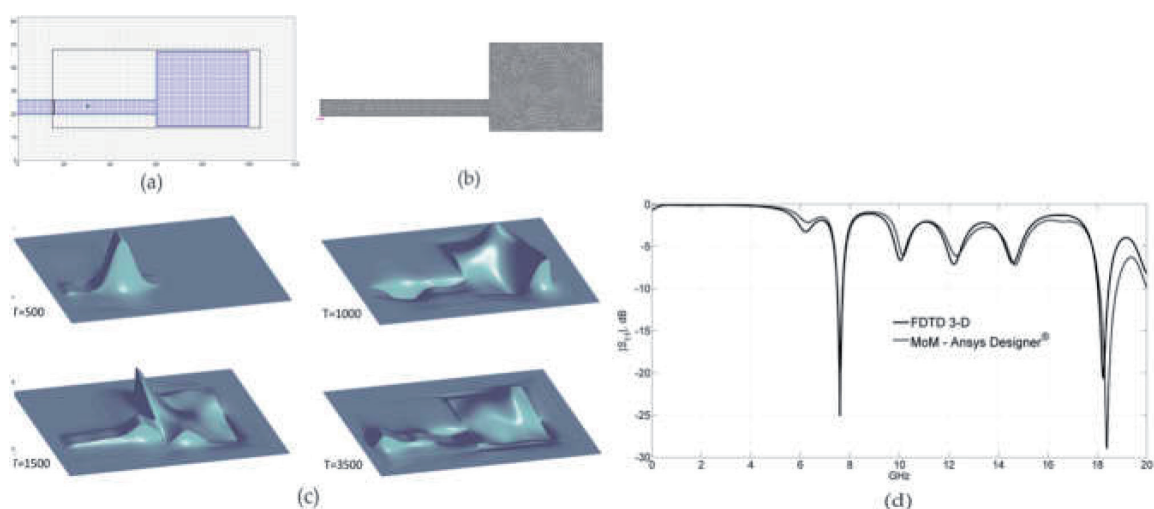 (a)
(b)
T=500
T=1000
T=1500
T=3500
(c)
0
-5
-10
-15
-20
-25
-30
|S11|, dB
FDTD 3-D
MoM - Ansys Designer®
0 2 4 6 8 10 12 14 16 18 20
GHz
(d)